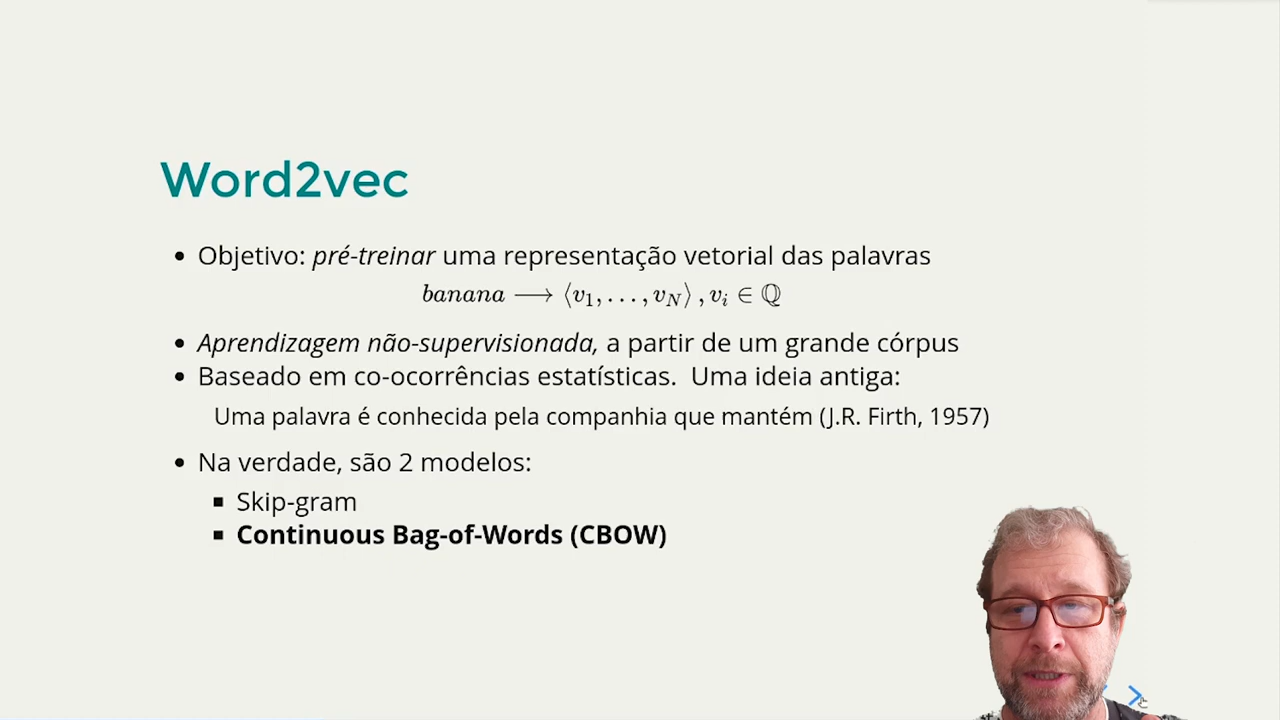 Word2vec
• Objetivo: pré-treinar uma representação vetorial das palavras
banana ⟶ ⟨v₁, . . . , v_N⟩ , vᵢ ∈ ℚ
• Aprendizagem não-supervisionada, a partir de um grande córpus
• Baseado em co-ocorrências estatísticas. Uma ideia antiga:
Uma palavra é conhecida pela companhia que mantém (J.R. Firth, 1957)
• Na verdade, são 2 modelos:
▪ Skip-gram
▪ Continuous Bag-of-Words (CBOW)